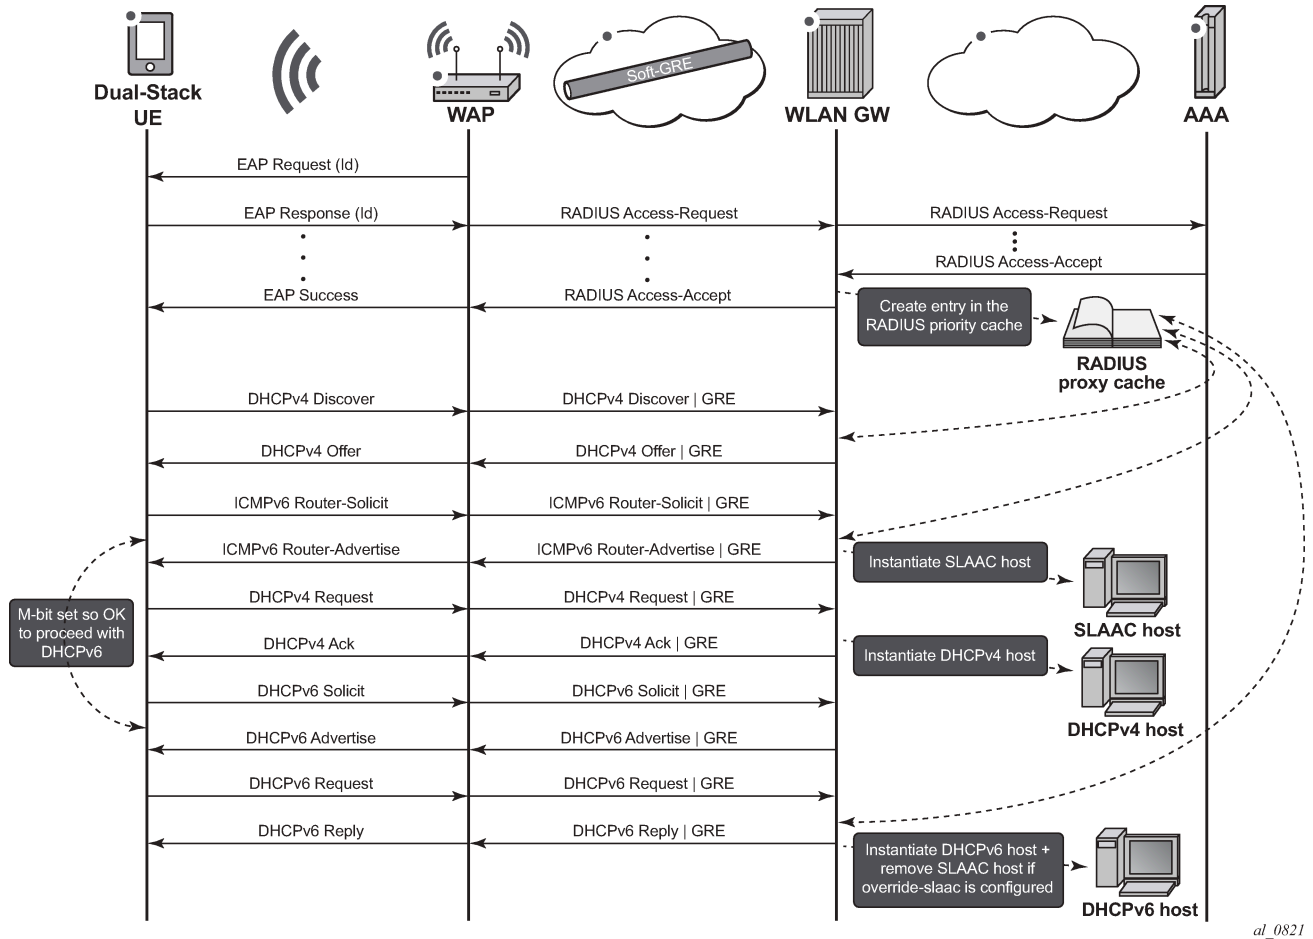 Soft-GRE
Dual-Stack
UE
WAP
WLAN GW
AAA
EAP Request (Id)
EAP Response (Id)
RADIUS Access-Request
RADIUS Access-Request
RADIUS Access-Accept
EAP Success
RADIUS Access-Accept
Create entry in the
RADIUS priority cache
RADIUS
proxy cache
DHCPv4 Discover
DHCPv4 Discover | GRE
DHCPv4 Offer
DHCPv4 Offer | GRE
ICMPv6 Router-Solicit
ICMPv6 Router-Solicit | GRE
ICMPv6 Router-Advertise
ICMPv6 Router-Advertise | GRE
Instantiate SLAAC host
SLAAC host
M-bit set so OK
to proceed with
DHCPv6
DHCPv4 Request
DHCPv4 Request | GRE
DHCPv4 Ack
DHCPv4 Ack | GRE
Instantiate DHCPv4 host
DHCPv4 host
DHCPv6 Solicit
DHCPv6 Solicit | GRE
DHCPv6 Advertise
DHCPv6 Advertise | GRE
DHCPv6 Request
DHCPv6 Request | GRE
DHCPv6 Reply
DHCPv6 Reply | GRE
Instantiate DHCPv6 host +
remove SLAAC host if
override-slaac is configured
DHCPv6 host
al_0821